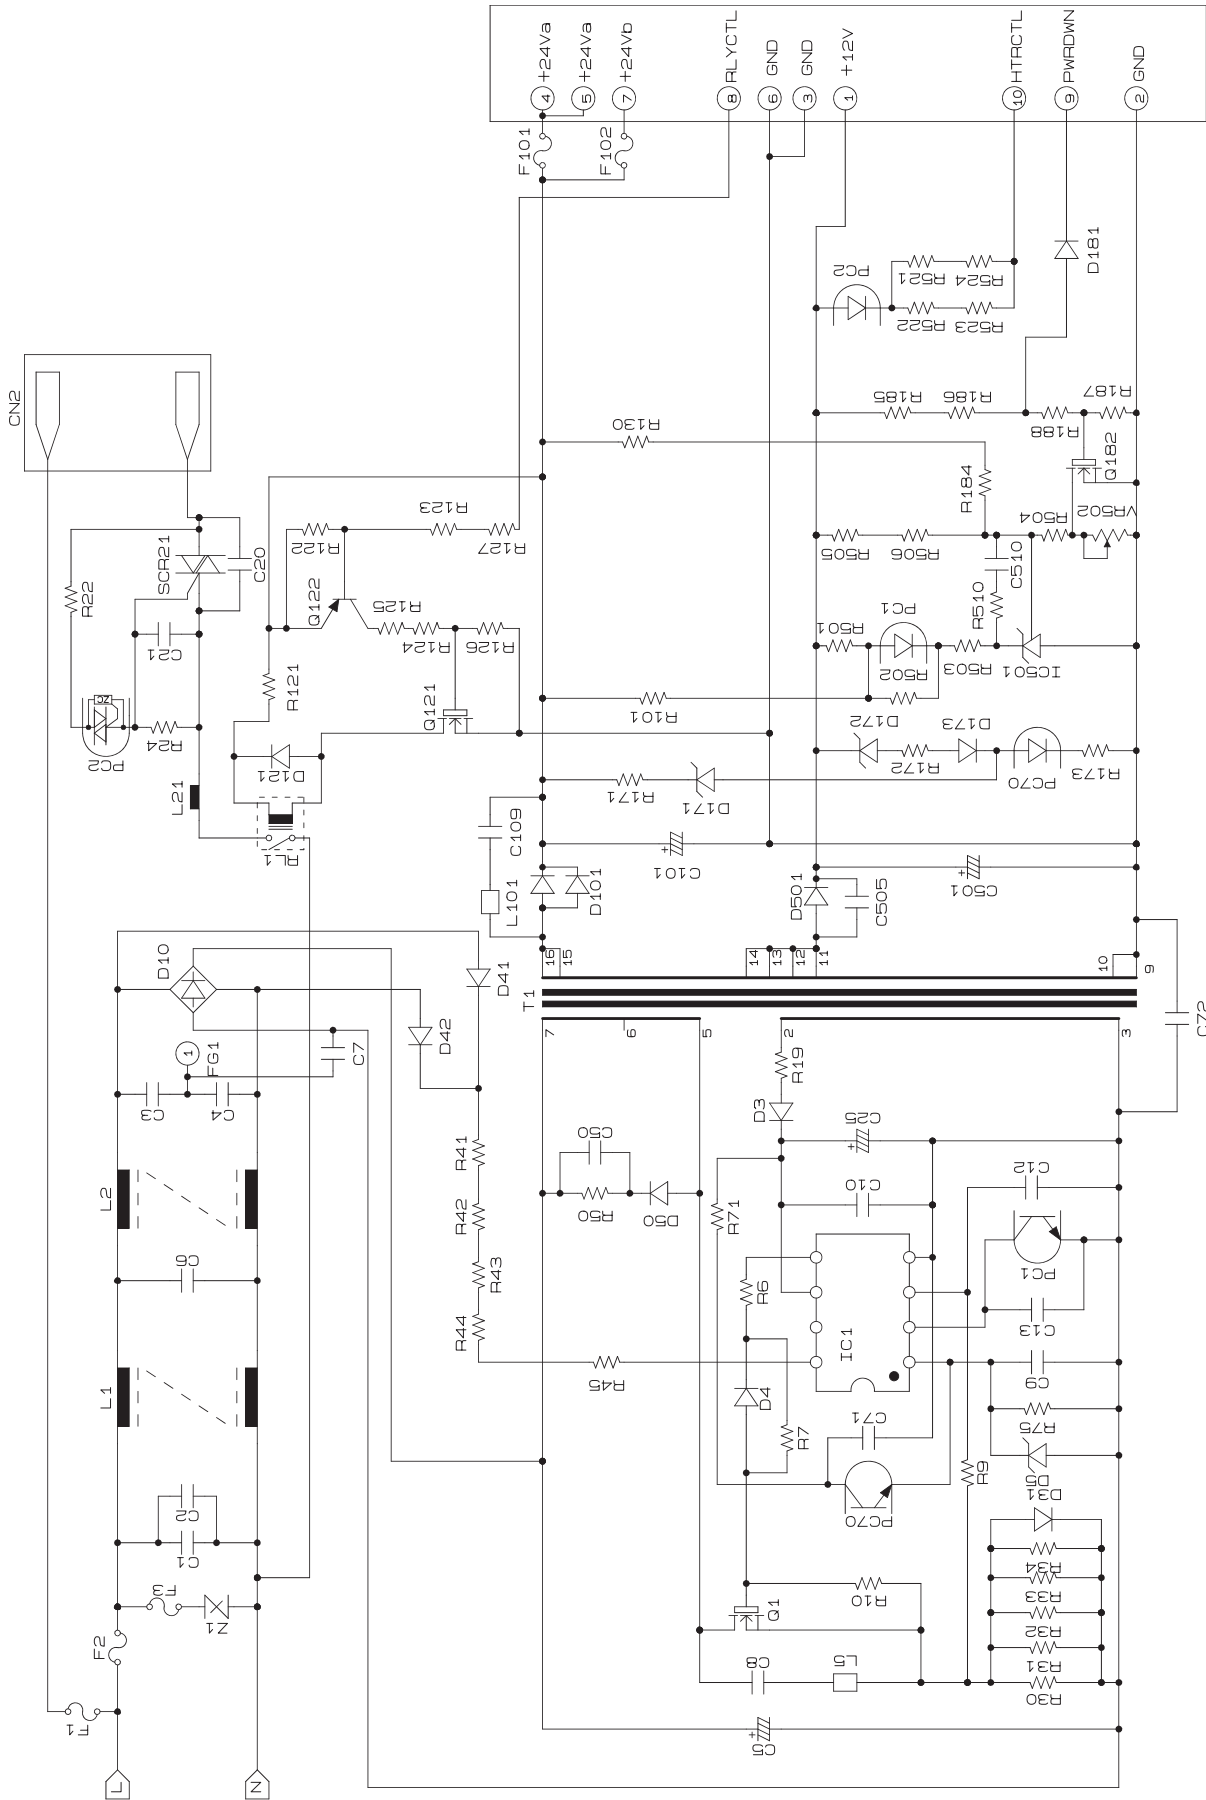 4 +24Va
5 +24Va
7 +24Vb
8 RLYCTL
6 GND
3 GND
1 +12V
10 HTRCTL
9 PWRDWN
2 GND
F101
F102
CN2
R22
SCR21
C20
C21
ZC
PC2
R24
L21
R121
D121
RL1
Q121
Q122
R122
R123
R127
R125
R124
R126
R130
R184
R185
R186
R188
R187
Q182
VR502
R504
R505
R506
C510
R510
IC501
R501
PC1
R502
R503
R101
PC2
R521
R524
R522
R523
D181
D172
R172
D173
PC70
R173
R171
D171
C109
L101
D101
C101
D501
C505
C501
16
15
14
13
12
11
10
9
T1
7
6
5
2
3
C72
D10
D41
D42
1
FG1
C7
C3
C4
L2
C6
L1
C2
C1
F3
Z1
F2
F1
L
N
R41
R42
R43
R44
R45
C50
R50
D50
R19
D3
C25
C10
R71
R6
D4
R7
IC1
C71
PC70
C12
PC1
C13
C9
R75
D5
D31
R9
R34
R33
R32
R31
R30
R10
Q1
C8
L5
C5